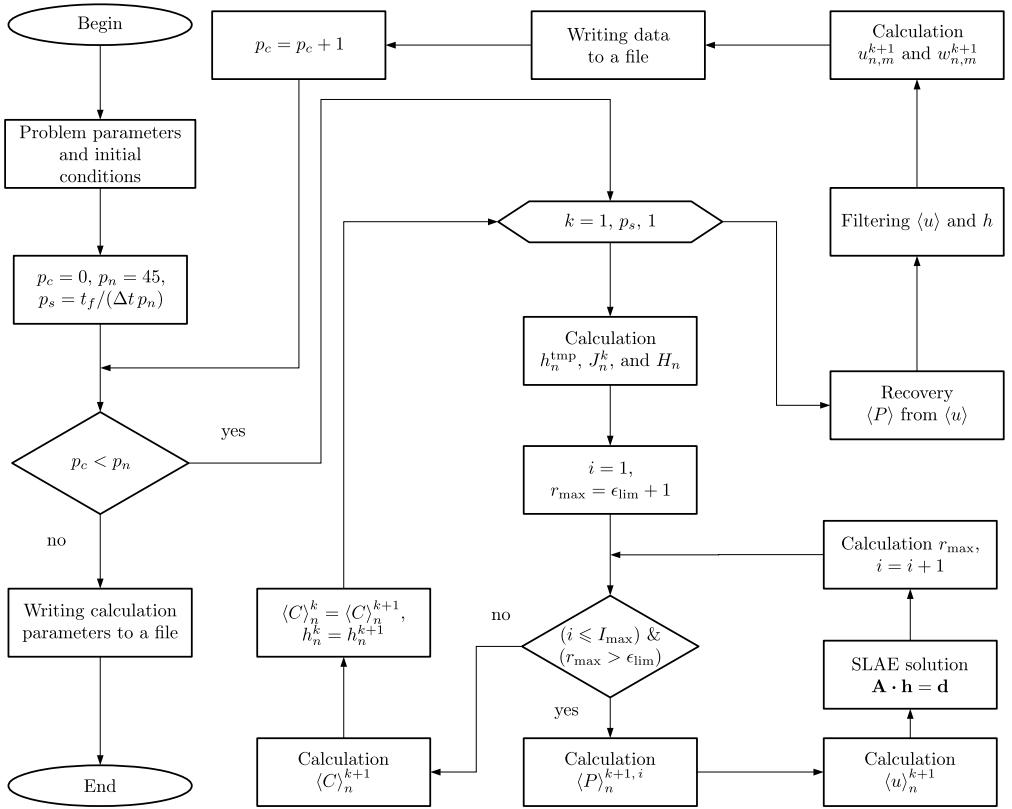 Begin
Problem parameters
and initial
conditions
p_c = 0, p_n = 45,
p_s = t_f/(Δt p_n)
p_c < p_n
yes
no
Writing calculation
parameters to a file
End
p_c = p_c + 1
Writing data
to a file
Calculation
u_{n,m}^{k+1} and w_{n,m}^{k+1}
Filtering ⟨u⟩ and h
Recovery
⟨P⟩ from ⟨u⟩
k = 1, p_s, 1
Calculation
h_n^{tmp}, J_n^k, and H_n
i = 1,
r_max = ϵ_lim + 1
(i ⩽ I_max) &
(r_max > ϵ_lim)
no
yes
Calculation
⟨P⟩_n^{k+1, i}
Calculation
⟨u⟩_n^{k+1}
SLAE solution
A · h = d
Calculation r_max,
i = i + 1
Calculation
⟨C⟩_n^{k+1}
⟨C⟩_n^k = ⟨C⟩_n^{k+1},
h_n^k = h_n^{k+1}